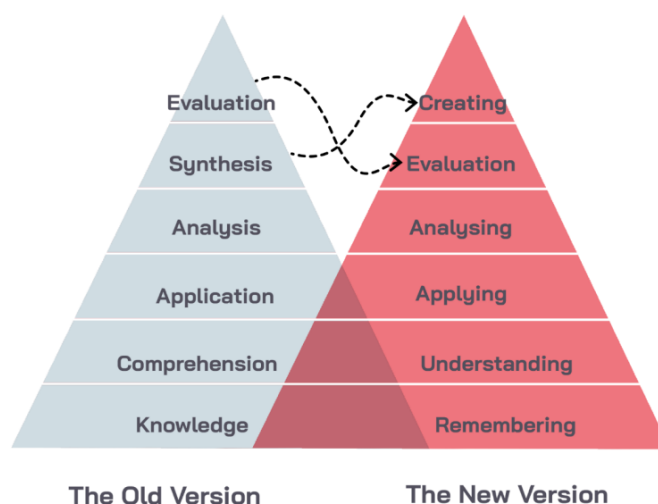 Evaluation
Creating
Synthesis
Evaluation
Analysis
Analysing
Application
Applying
Comprehension
Understanding
Knowledge
Remembering
The Old Version
The New Version